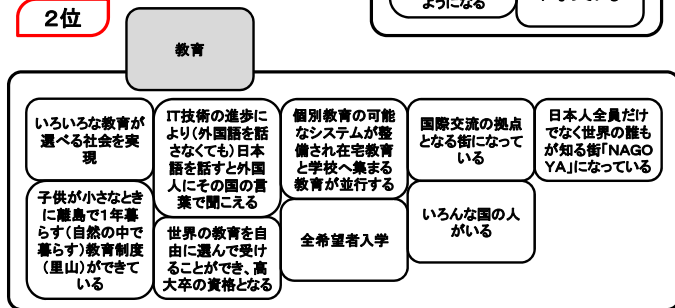 ようになる
2位
教育
いろいろな教育が
選べる社会を実
現
IT技術の進歩に
より(外国語を話
さなくても)日本
語を話すと外国
人にその国の言
葉で聞こえる
個別教育の可能
なシステムが整
備され在宅教育
と学校へ集まる
教育が並行する
国際交流の拠点
となる街になって
いる
日本人全員だけ
でなく世界の誰も
が知る街「NAGO
YA」になっている
子供が小さなとき
に離島で1年暮
らす(自然の中で
暮らす)教育制度
(里山)ができて
いる
世界の教育を自
由に選んで受け
ることができ、高
大卒の資格となる
全希望者入学
いろんな国の人
がいる